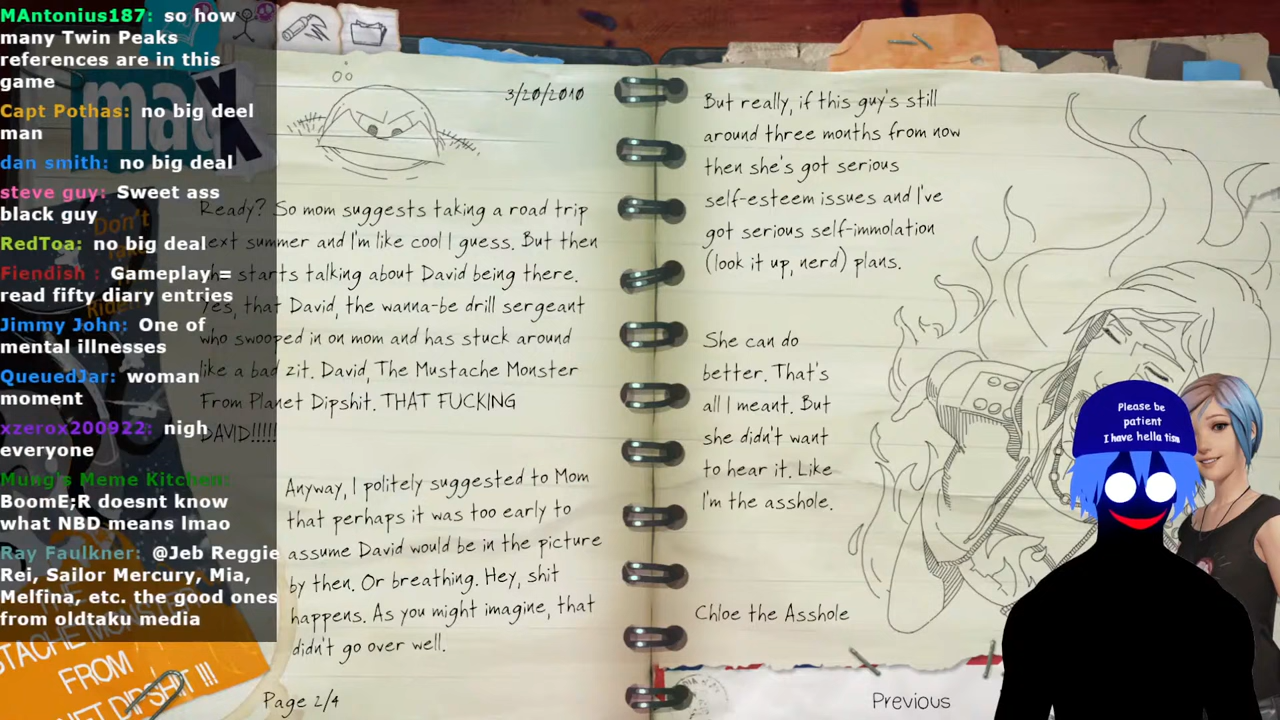 MAntonius187: so how
many Twin Peaks
references are in this
game
Capt Pothas: no big deel
man
dan smith: no big deal
steve guy: Sweet ass
black guy
RedToa: no big deal
Fiendish : Gameplay =
read fifty diary entries
Jimmy John: One of
mental illnesses
QueuedJar: woman
moment
xzerox200922: nigh
everyone
Mung's Meme Kitchen:
BoomE;R doesnt know
what NBD means lmao
Ray Faulkner: @Jeb Reggie
Rei, Sailor Mercury, Mia,
Melfina, etc. the good ones
from oldtaku media
max
Don't
STACHE MONSTER
FROM
NET DIPSHIT !!!
3/20/2010
Ready? So mom suggests taking a road trip
next summer and I'm like cool I guess. But then
she starts talking about David being there.
Yes, that David, the wanna-be drill sergeant
who swooped in on mom and has stuck around
like a bad zit. David, The Mustache Monster
From Planet Dipshit. THAT FUCKING
DAVID!!!!!
Anyway, I politely suggested to Mom
that perhaps it was too early to
assume David would be in the picture
by then. Or breathing. Hey, shit
happens. As you might imagine, that
didn't go over well.
Page 2/4
But really, if this guy's still
around three months from now
then she's got serious
self-esteem issues and I've
got serious self-immolation
(look it up, nerd) plans.
She can do
better. That's
all I meant. But
she didn't want
to hear it. Like
I'm the asshole.
Chloe the Asshole
Previous
Please be
patient
I have hella tism